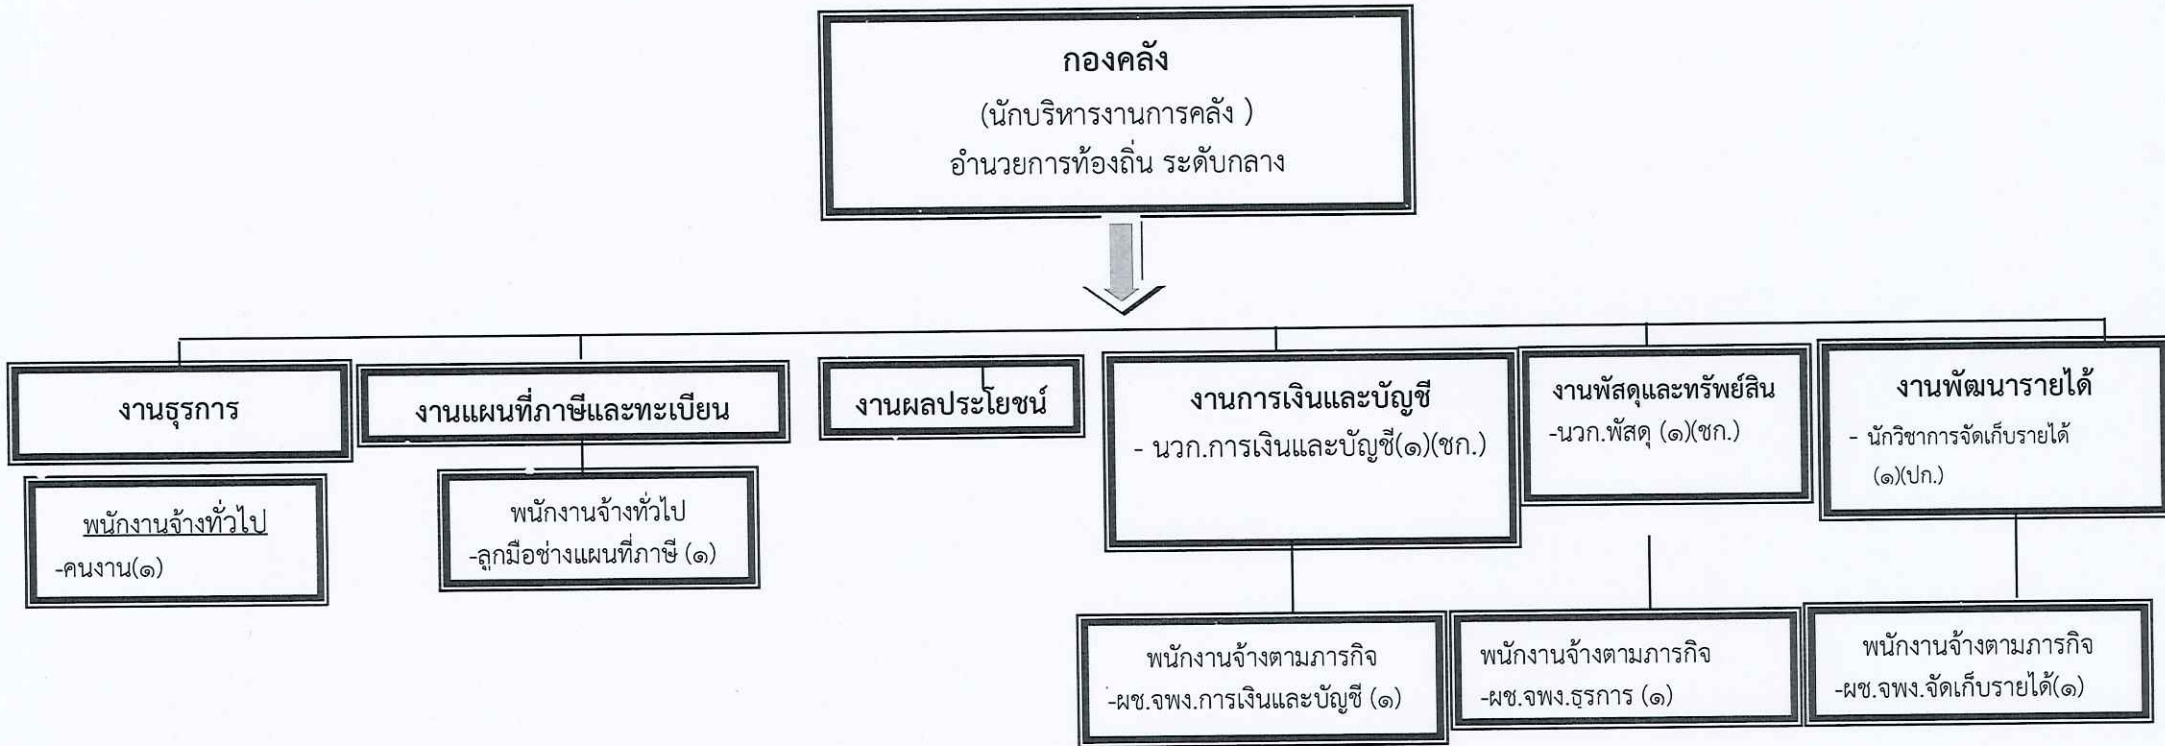 กองคลัง
(นักบริหารงานการคลัง )
อำนวยการท้องถิ่น ระดับกลาง
งานธุรการ
พนักงานจ้างทั่วไป
-คนงาน(๑)
งานแผนที่ภาษีและทะเบียน
พนักงานจ้างทั่วไป
-ลูกมือช่างแผนที่ภาษี (๑)
งานผลประโยชน์
งานการเงินและบัญชี
- นวก.การเงินและบัญชี(๑)(ชก.)
พนักงานจ้างตามภารกิจ
-ผช.จพง.การเงินและบัญชี (๑)
งานพัสดุและทรัพย์สิน
-นวก.พัสดุ (๑)(ชก.)
พนักงานจ้างตามภารกิจ
-ผช.จพง.ธุรการ (๑)
งานพัฒนารายได้
- นักวิชาการจัดเก็บรายได้
(๑)(ปก.)
พนักงานจ้างตามภารกิจ
-ผช.จพง.จัดเก็บรายได้(๑)